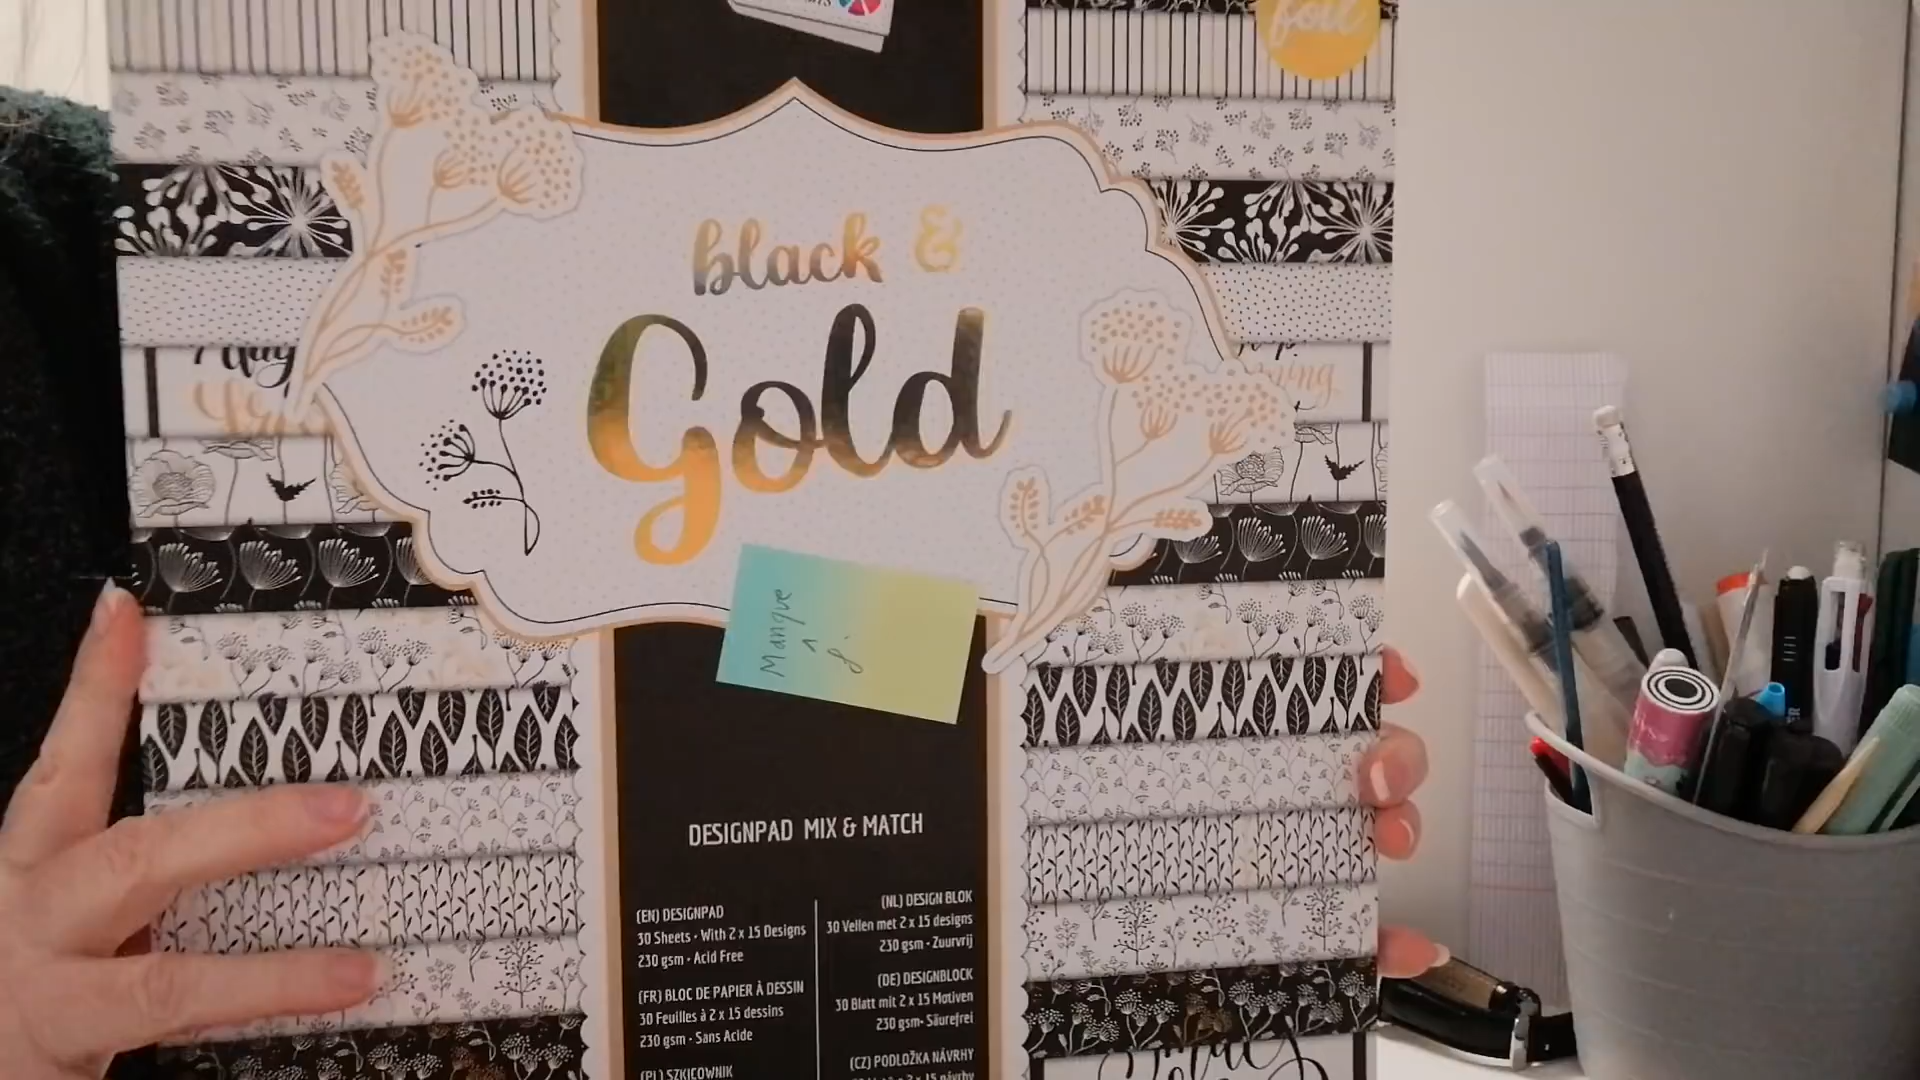 foil
black &
Gold
Manque
DESIGNPAD MIX & MATCH
(EN) DESIGNPAD
30 Sheets • With 2 x 15 Designs
230 gsm • Acid Free
(FR) BLOC DE PAPIER À DESSIN
30 Feuilles à 2 x 15 dessins
230 gsm • Sans Acide
(PL) SZKICOWNIK
(NL) DESIGN BLOK
30 Vellen met 2 x 15 designs
230 gsm • Zuurvrij
(DE) DESIGNBLOCK
30 Blatt mit 2 x 15 Motiven
230 gsm• Säurefrei
(CZ) PODLOŽKA NÁVRHY